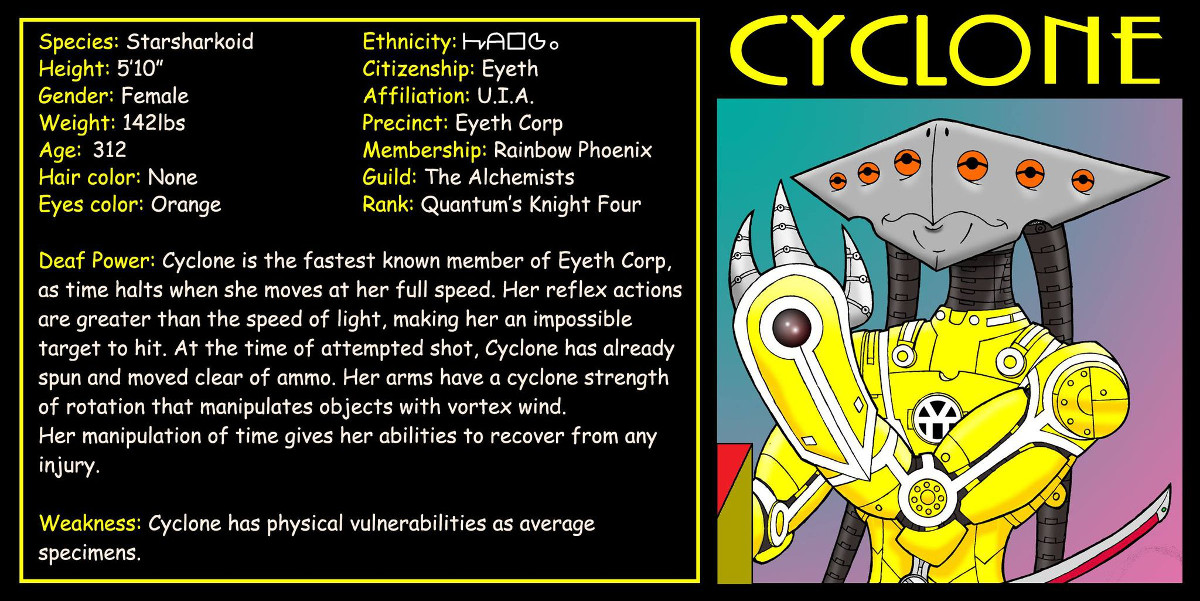 CYCLONE
Species: Starsharkoid
Height: 5'10"
Gender: Female
Weight: 142lbs
Age: 312
Hair color: None
Eyes color: Orange
Ethnicity:
Citizenship: Eyeth
Affiliation: U.I.A.
Precinct: Eyeth Corp
Membership: Rainbow Phoenix
Guild: The Alchemists
Rank: Quantum's Knight Four
Deaf Power: Cyclone is the fastest known member of Eyeth Corp,
as time halts when she moves at her full speed. Her reflex actions
are greater than the speed of light, making her an impossible
target to hit. At the time of attempted shot, Cyclone has already
spun and moved clear of ammo. Her arms have a cyclone strength
of rotation that manipulates objects with vortex wind.
Her manipulation of time gives her abilities to recover from any
injury.
Weakness: Cyclone has physical vulnerabilities as average
specimens.